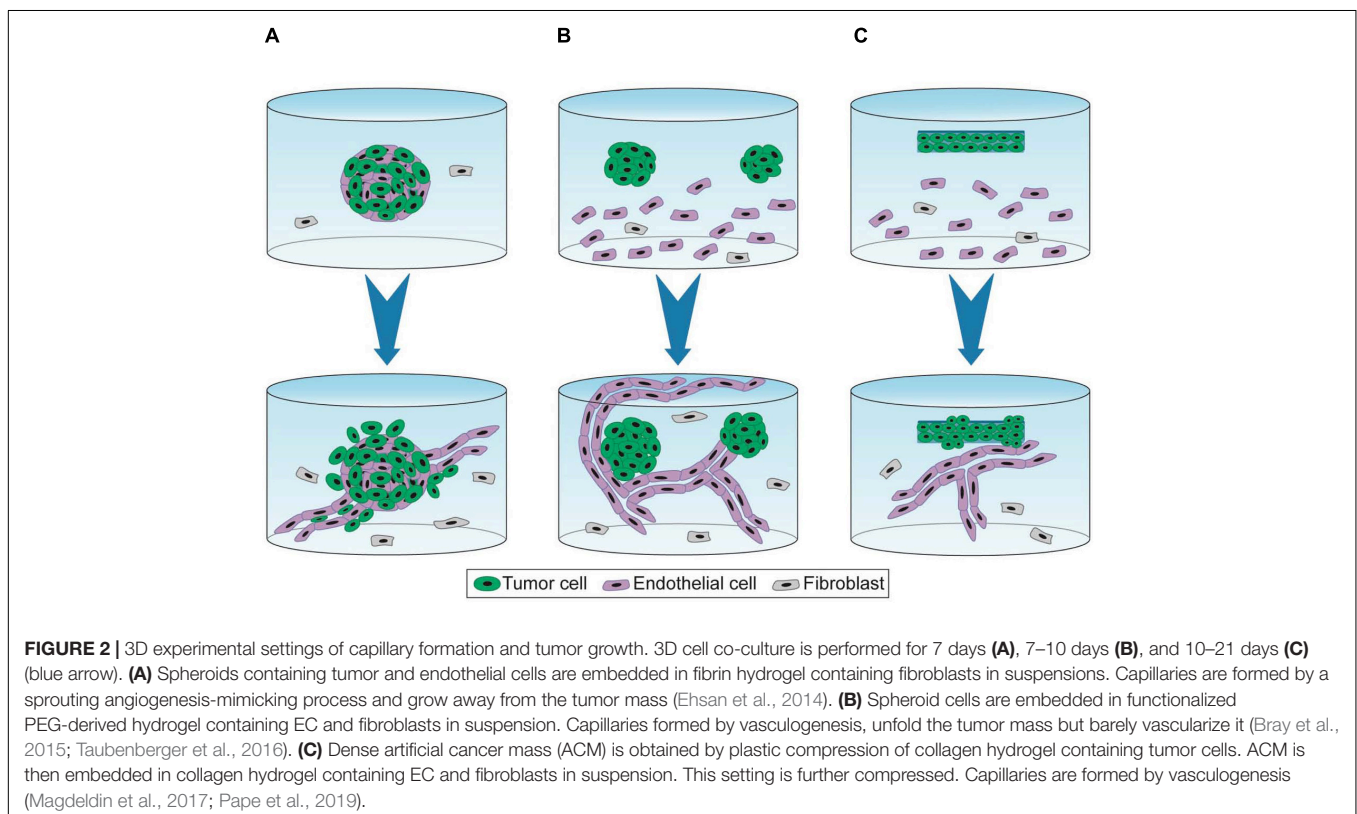 A B C
Tumor cell Endothelial cell Fibroblast
FIGURE 2 | 3D experimental settings of capillary formation and tumor growth. 3D cell co-culture is performed for 7 days (A), 7–10 days (B), and 10–21 days (C)
(blue arrow). (A) Spheroids containing tumor and endothelial cells are embedded in fibrin hydrogel containing fibroblasts in suspensions. Capillaries are formed by a
sprouting angiogenesis-mimicking process and grow away from the tumor mass (Ehsan et al., 2014). (B) Spheroid cells are embedded in functionalized
PEG-derived hydrogel containing EC and fibroblasts in suspension. Capillaries formed by vasculogenesis, unfold the tumor mass but barely vascularize it (Bray et al.,
2015; Taubenberger et al., 2016). (C) Dense artificial cancer mass (ACM) is obtained by plastic compression of collagen hydrogel containing tumor cells. ACM is
then embedded in collagen hydrogel containing EC and fibroblasts in suspension. This setting is further compressed. Capillaries are formed by vasculogenesis
(Magdeldin et al., 2017; Pape et al., 2019).